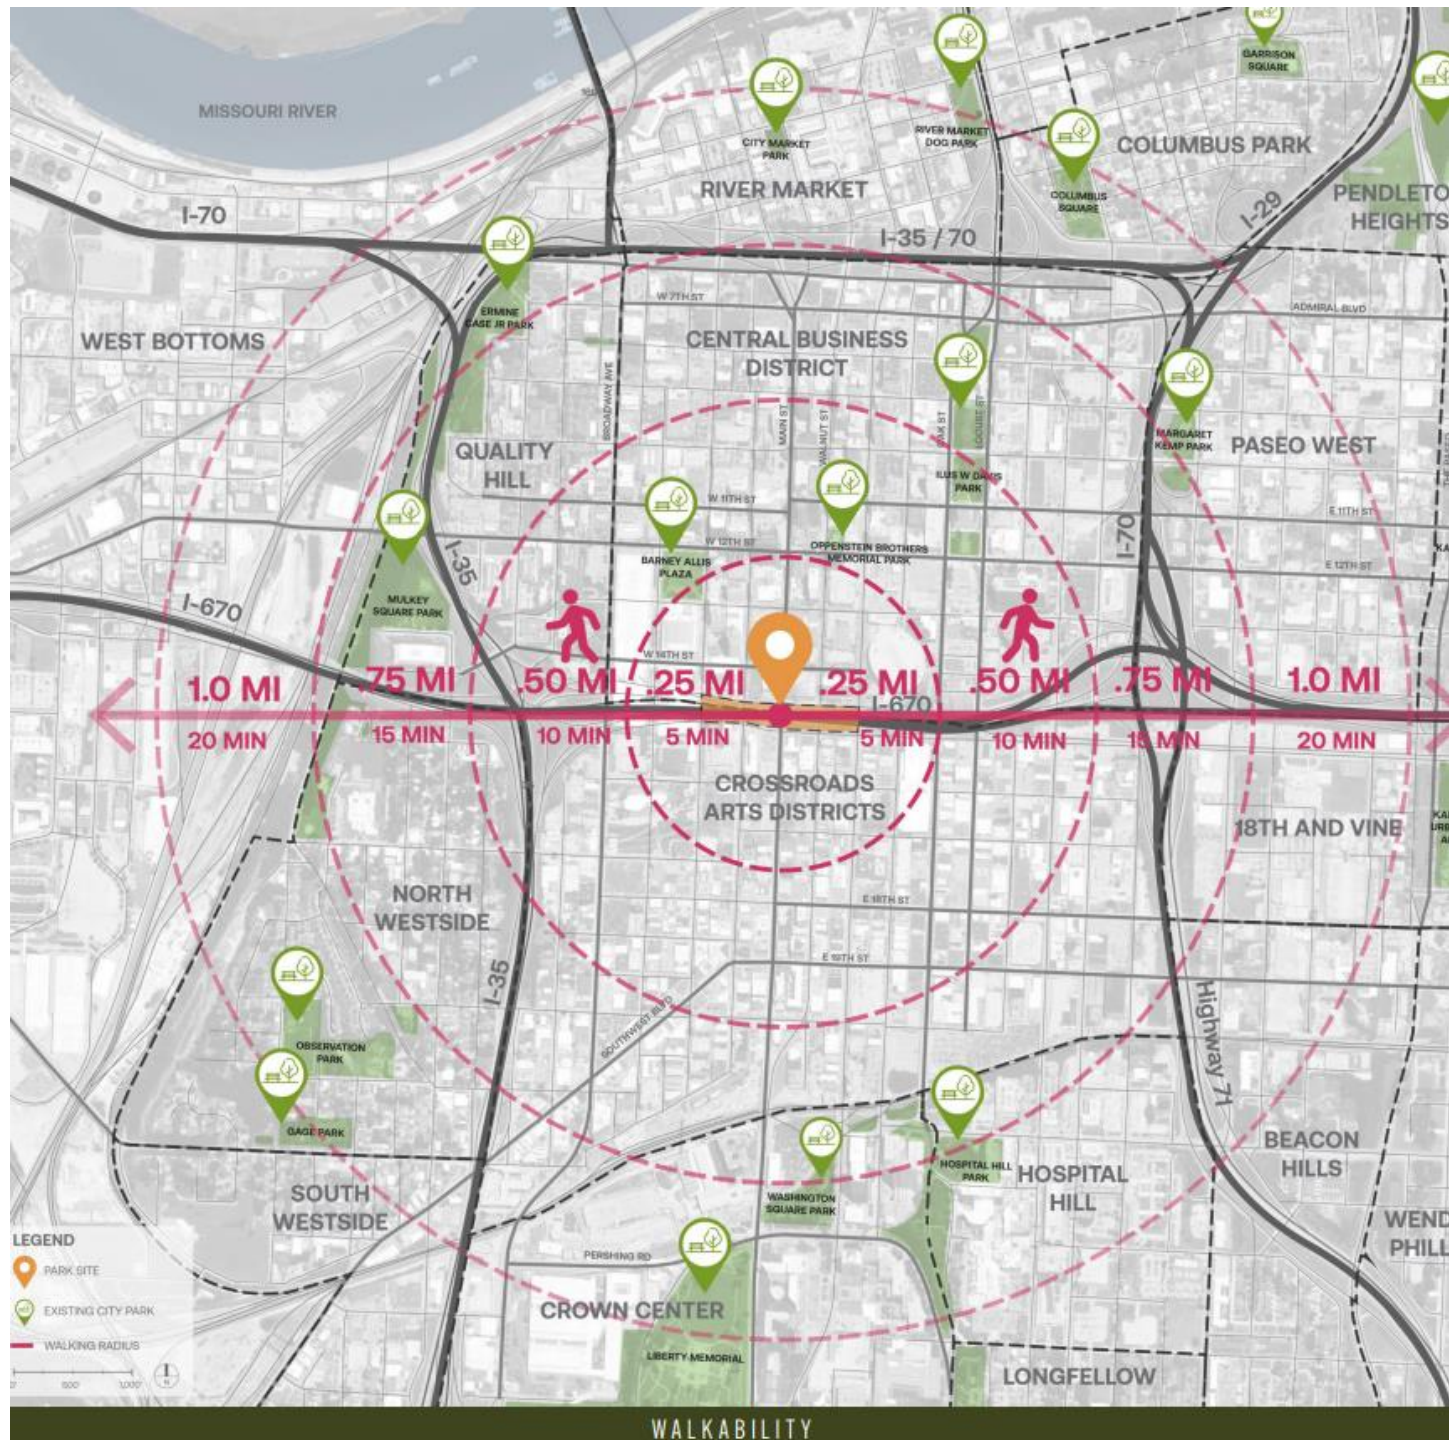 GARRISON
SQUARE
MISSOURI RIVER
CITY MARKET
PARK
RIVER MARKET
DOG PARK
COLUMBUS PARK
RIVER MARKET
COLUMBUS
SQUARE
PENDLETO
HEIGHTS
I-70
I-29
I-35 / 70
W 7TH ST
ADMIRAL BLVD
ERMINE
CASE JR PARK
WEST BOTTOMS
CENTRAL BUSINESS
DISTRICT
BROADWAY AVE
MAIN ST
WALNUT ST
OAK ST
LOCUST ST
MARGARET
KEMP PARK
PASEO WEST
QUALITY
HILL
ILUS W DAVIS
PARK
W 11TH ST
E 11TH ST
W 12TH ST
OPPENSTEIN BROTHERS
MEMORIAL PARK
BARNEY ALLIS
PLAZA
I-70
E 12TH ST
I-35
I-670
MULKEY
SQUARE PARK
W 14TH ST
1.0 MI
.75 MI
.50 MI
.25 MI
.25 MI
.50 MI
.75 MI
1.0 MI
I-670
20 MIN
15 MIN
10 MIN
5 MIN
5 MIN
10 MIN
15 MIN
20 MIN
CROSSROADS
ARTS DISTRICTS
18TH AND VINE
NORTH
WESTSIDE
E 18TH ST
E 19TH ST
I-35
SOUTHWEST BLVD
Highway 71
OBSERVATION
PARK
GAGE PARK
BEACON
HILLS
HOSPITAL HILL
PARK
HOSPITAL
HILL
SOUTH
WESTSIDE
WASHINGTON
SQUARE PARK
WEND
PHILL
PERSHING RD
CROWN CENTER
LIBERTY MEMORIAL
LONGFELLOW
LEGEND
PARK SITE
EXISTING CITY PARK
WALKING RADIUS
500'
1,000'
WALKABILITY